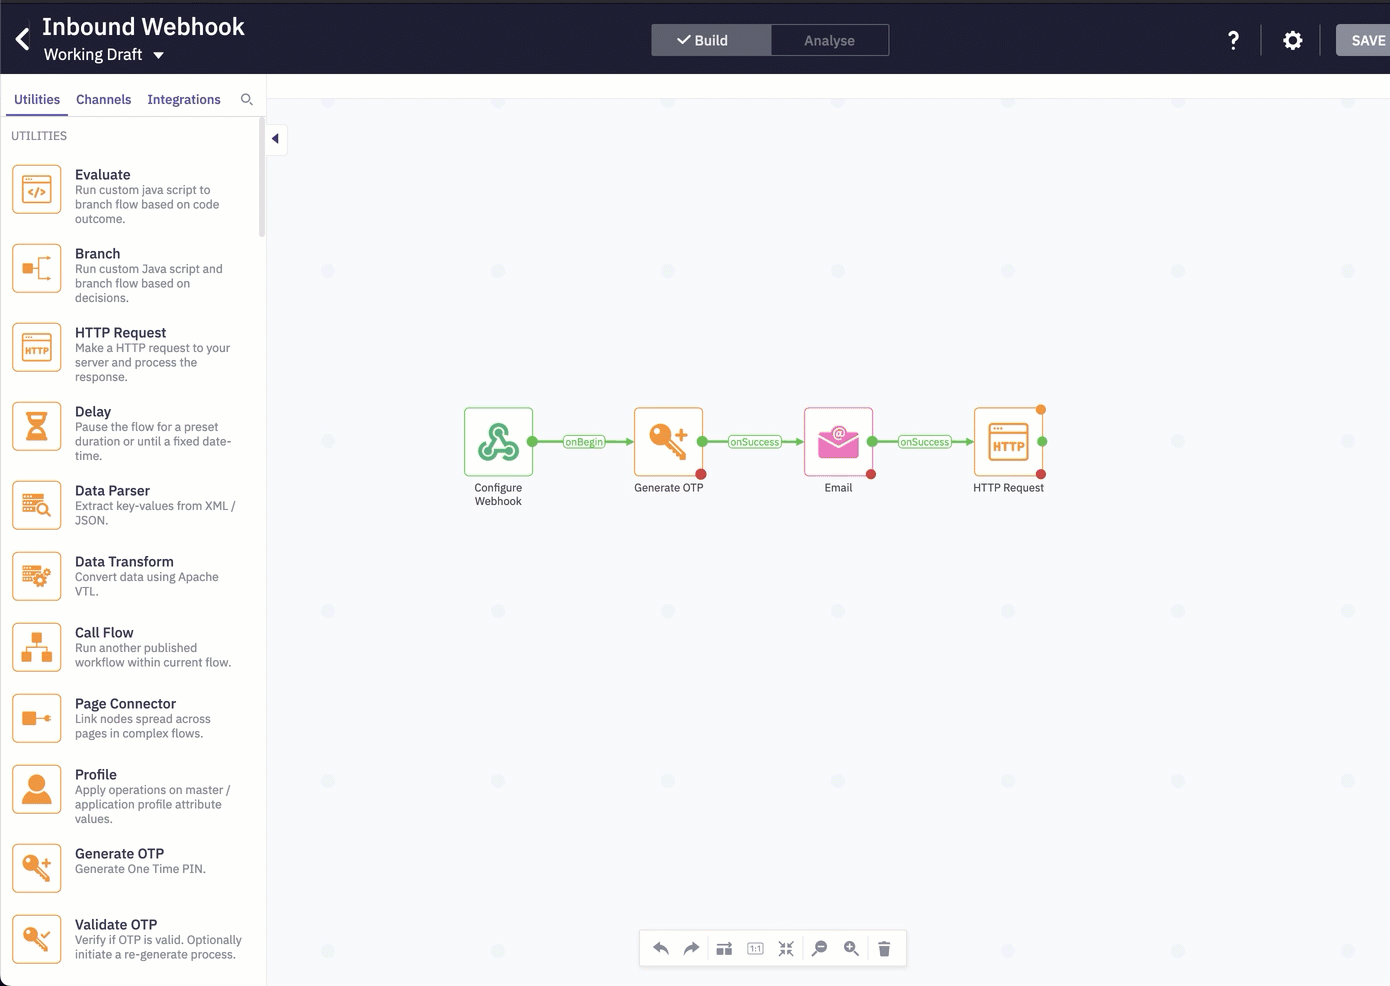 Inbound Webhook
Working Draft
Build
Analyse
?
SAVE
Utilities
Channels
Integrations
UTILITIES
</>
Evaluate
Run custom java script to
branch flow based on code
outcome.
Branch
Run custom Java script and
branch flow based on
decisions.
HTTP
HTTP Request
Make a HTTP request to your
server and process the
response.
Delay
Pause the flow for a preset
duration or until a fixed date-
time.
Data Parser
Extract key-values from XML /
JSON.
Data Transform
Convert data using Apache
VTL.
Call Flow
Run another published
workflow within current flow.
Page Connector
Link nodes spread across
pages in complex flows.
Profile
Apply operations on master /
application profile attribute
values.
Generate OTP
Generate One Time PIN.
Validate OTP
Verify if OTP is valid. Optionally
initiate a re-generate process.
onBegin
onSuccess
@
onSuccess
HTTP
Configure
Webhook
Generate OTP
Email
HTTP Request
1:1